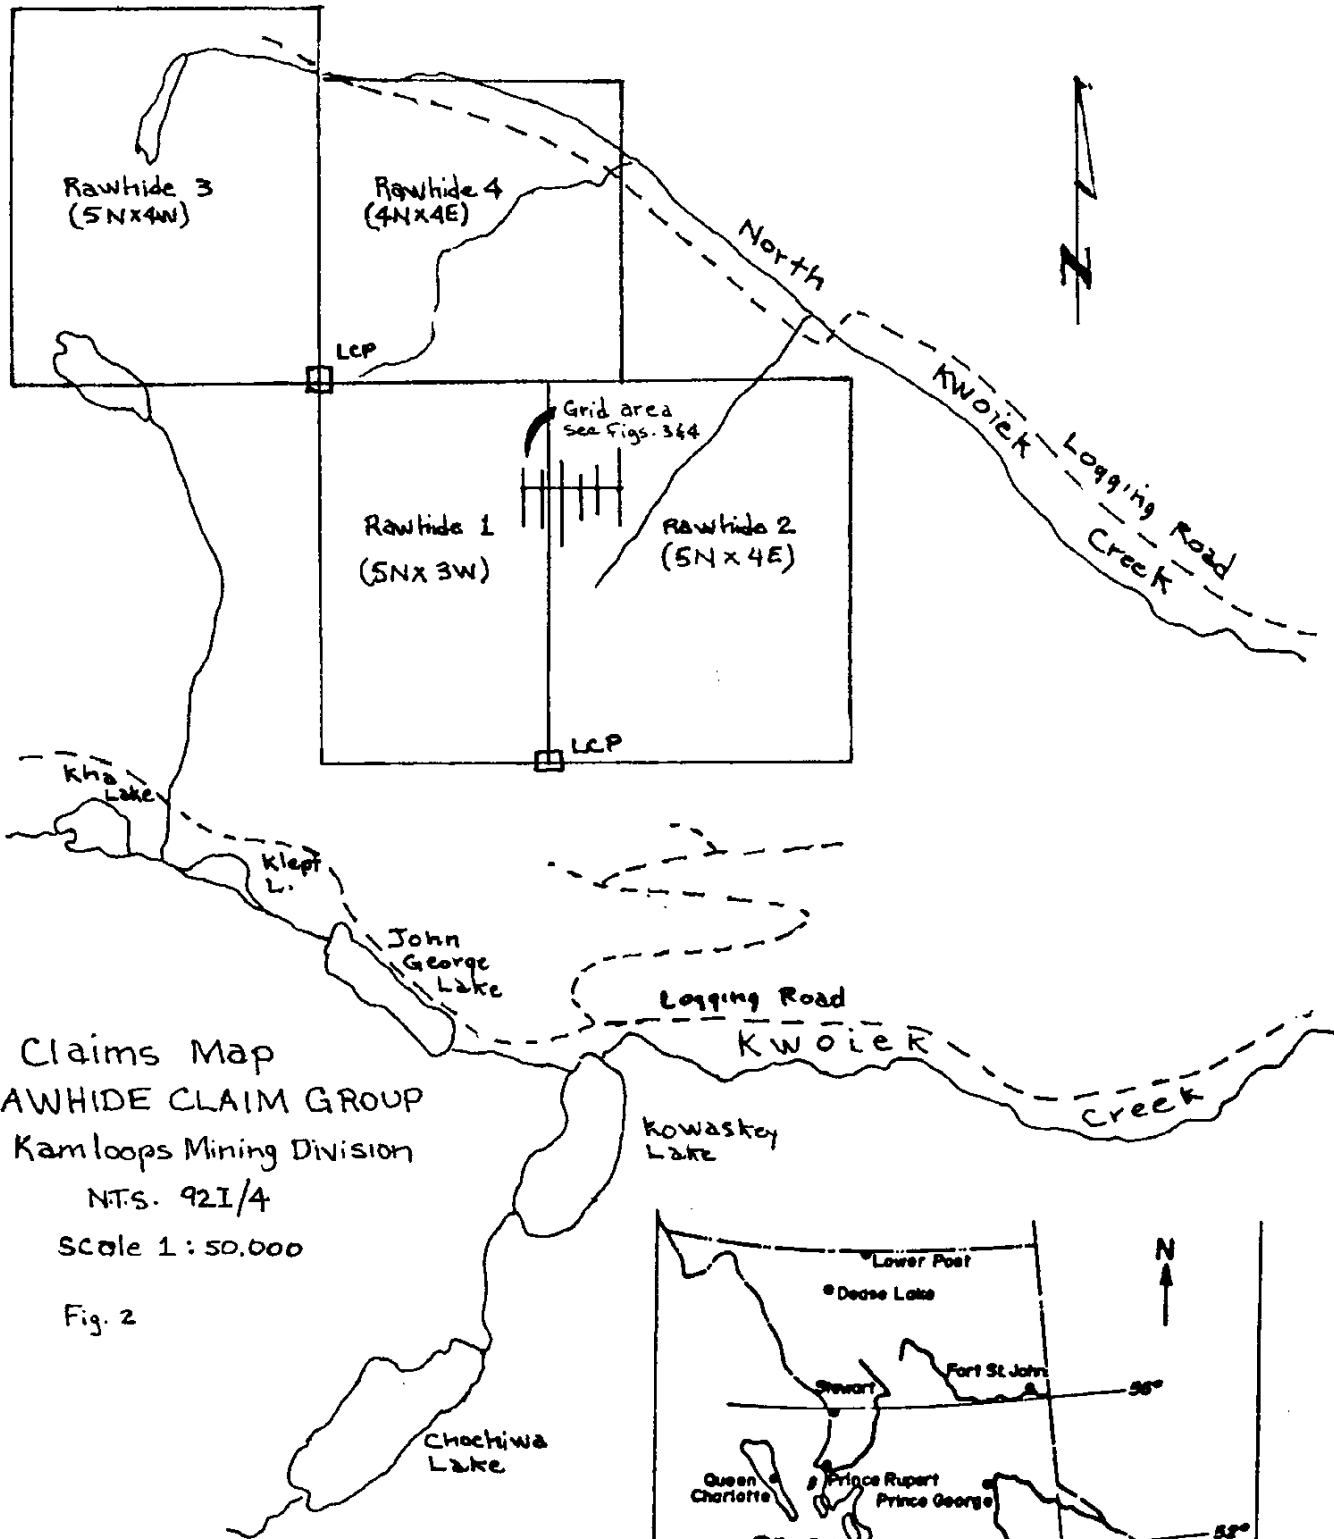 Rawhide 3
(5N x 4W)
Rawhide 4
(4N x 4E)
North
N
LCP
Kwoiek
Creek
Logging Road
Grid area
see Figs. 3&4
Rawhide 1
(5N x 3W)
Rawhide 2
(5N x 4E)
LCP
Kha
Lake
Klept
L.
John
George
Lake
Logging Road
Kwoiek
Creek
Claims Map
AWHIDE CLAIM GROUP
Kamloops Mining Division
N.T.S. 92I/4
Scale 1:50.000
Fig. 2
Kowaskey
Lake
Chochiwa
Lake
N
Lower Post
Dease Lake
Fort St. John
Stewart
56°
Queen
Charlotte
Prince Rupert
Prince George
53°